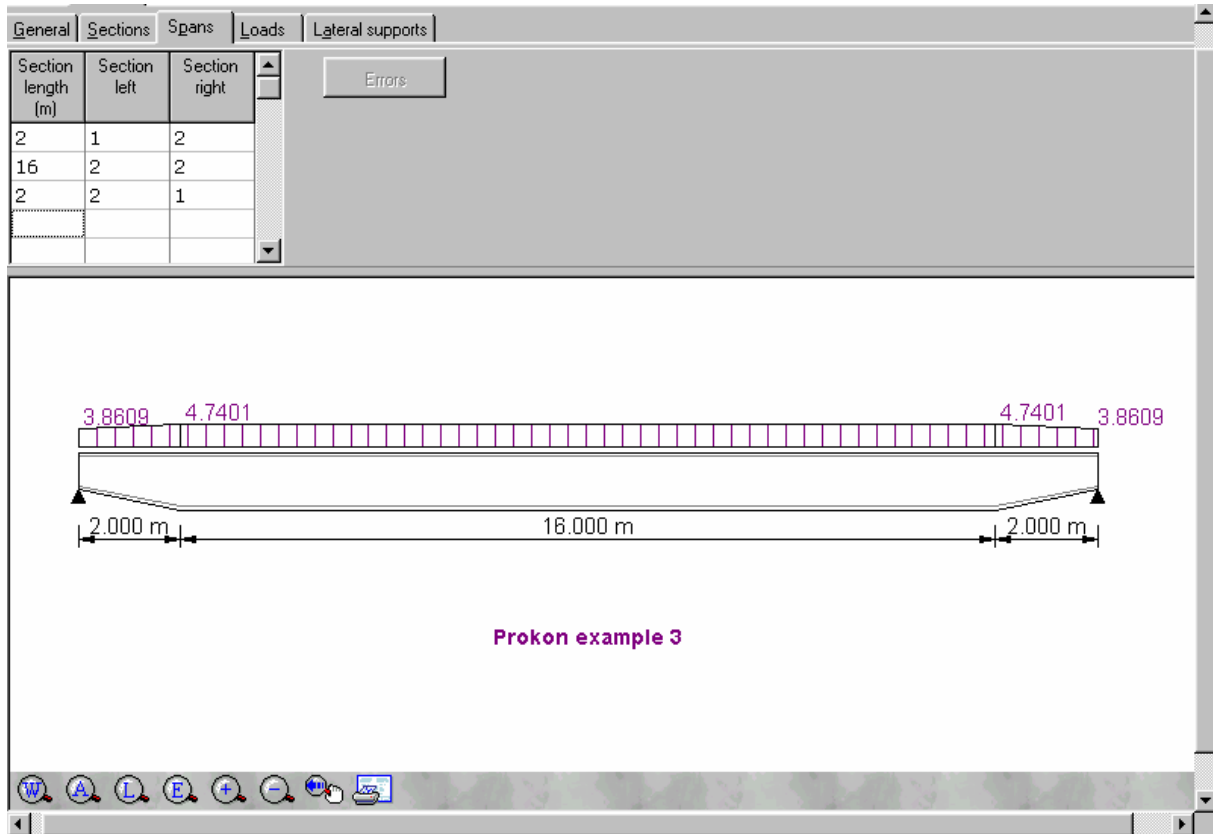 General Sections Spans Loads Lateral supports
Section length (m) Section left Section right
Errors
2 1 2
16 2 2
2 2 1
3.8609 4.7401 4.7401 3.8609
2.000 m 16.000 m 2.000 m
Prokon example 3
W A L E + -